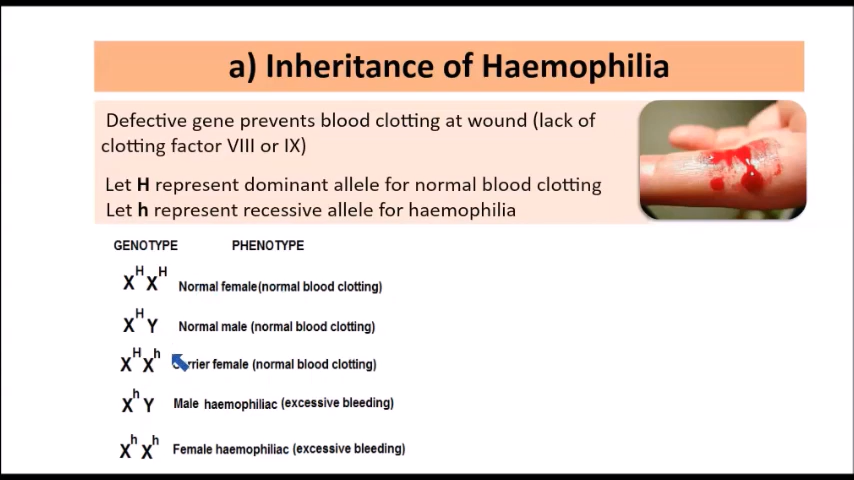 a) Inheritance of Haemophilia
Defective gene prevents blood clotting at wound (lack of
clotting factor VIII or IX)
Let H represent dominant allele for normal blood clotting
Let h represent recessive allele for haemophilia
GENOTYPE PHENOTYPE
X^H X^H Normal female(normal blood clotting)
X^H Y Normal male (normal blood clotting)
X^H X^h rrier female (normal blood clotting)
X^h Y Male haemophiliac (excessive bleeding)
X^h X^h Female haemophiliac (excessive bleeding)